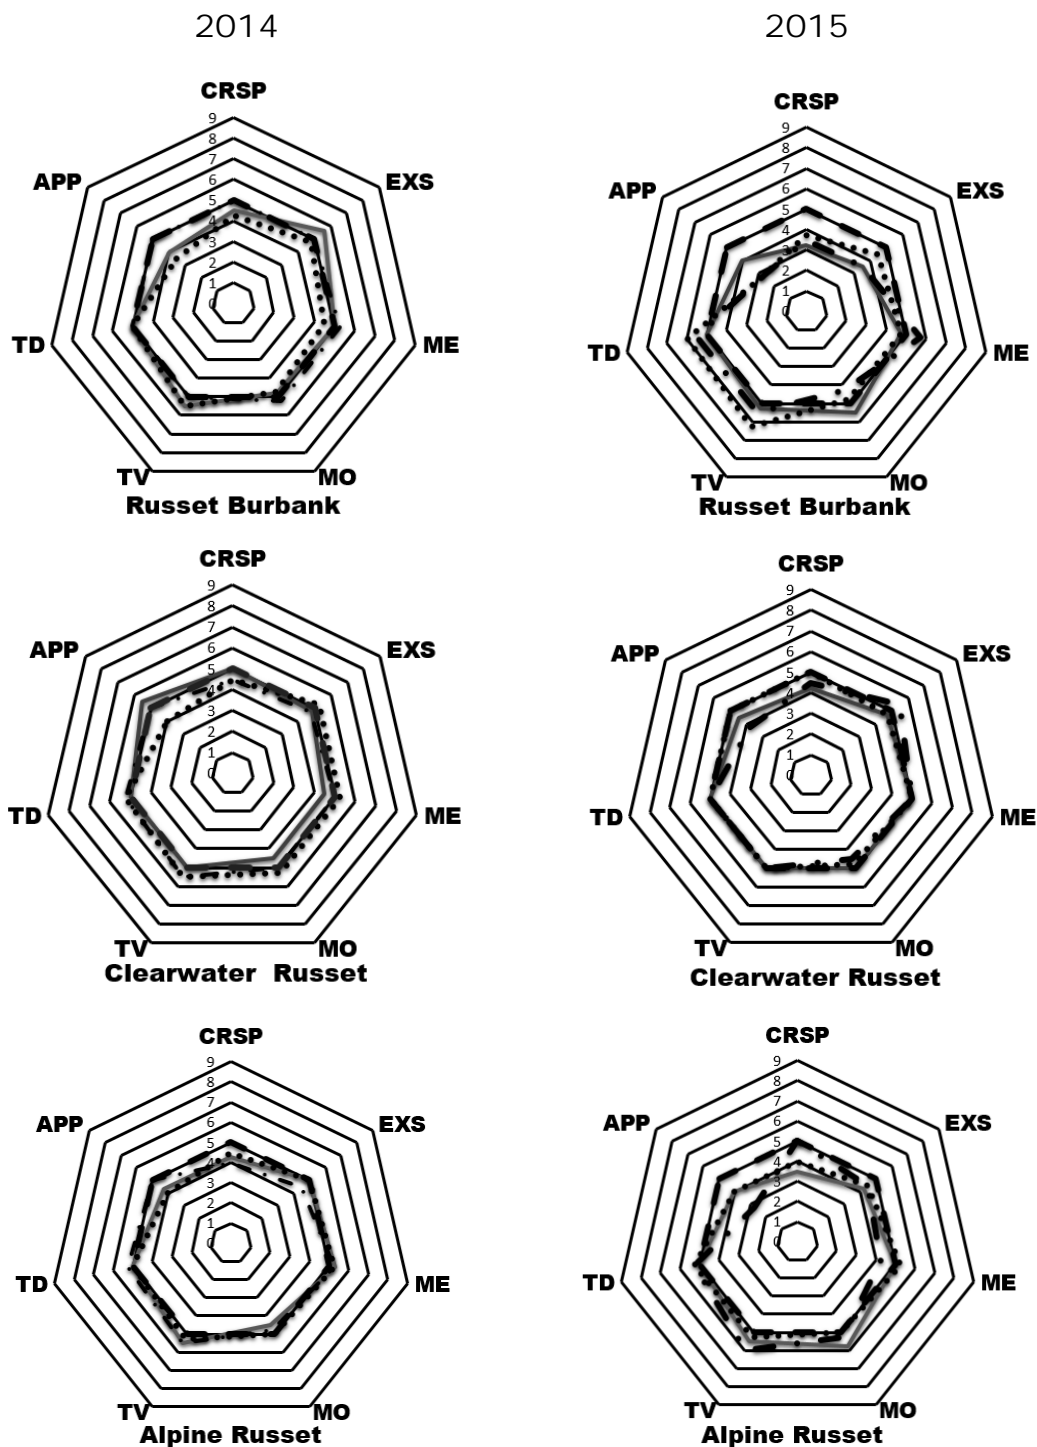 2014 2015
CRSP
9
8
7
6
5
4
3
2
1
0
APP EXS
TD ME
TV MO
Russet Burbank
CRSP
9
8
7
6
5
4
3
2
1
0
APP EXS
TD ME
TV MO
Russet Burbank
CRSP
9
8
7
6
5
4
3
2
1
0
APP EXS
TD ME
TV MO
Clearwater Russet
CRSP
9
8
7
6
5
4
3
2
1
0
APP EXS
TD ME
TV MO
Clearwater Russet
CRSP
9
8
7
6
5
4
3
2
1
0
APP EXS
TD ME
TV MO
Alpine Russet
CRSP
9
8
7
6
5
4
3
2
1
0
APP EXS
TD ME
TV MO
Alpine Russet